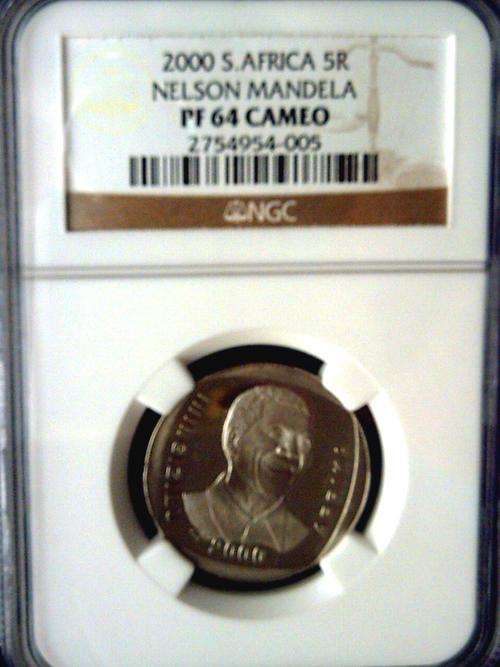 2000 S.AFRICA 5R
NELSON MANDELA
PF 64 CAMEO
2754954-005
NGC
2000